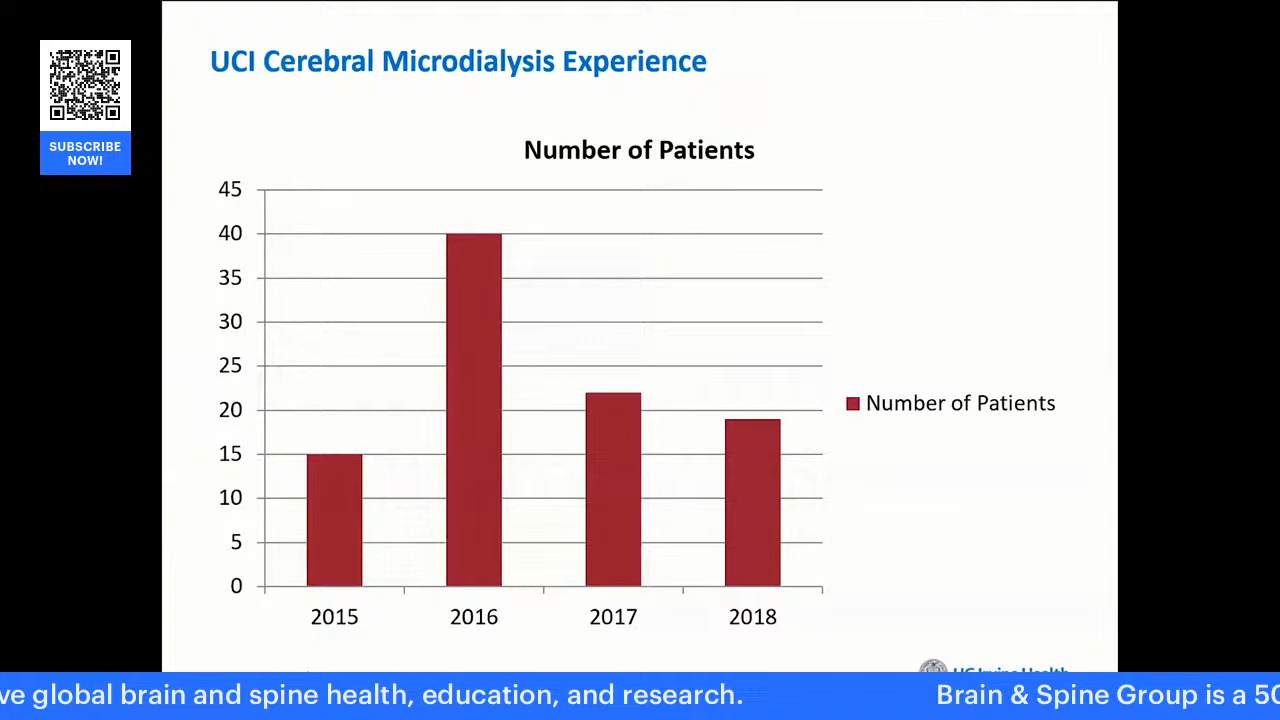 UCI Cerebral Microdialysis Experience
SUBSCRIBE
NOW!
Number of Patients
45
40
35
30
25
20
15
10
5
0
2015 2016 2017 2018
Number of Patients
UC Irvine Health
ve global brain and spine health, education, and research. Brain & Spine Group is a 50